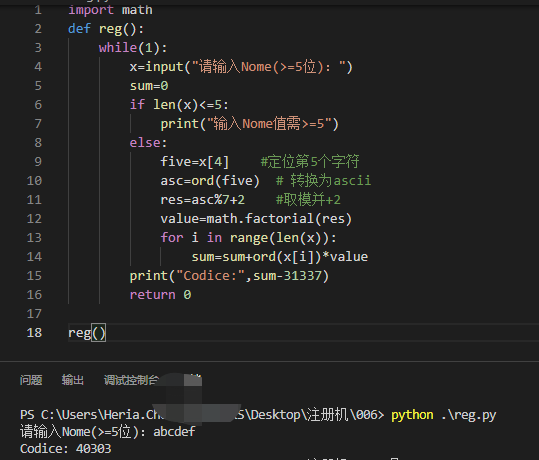 1 import math
2 def reg():
3 while(1):
4 x=input("请输入Nome(>=5位): ")
5 sum=0
6 if len(x)<=5:
7 print("输入Nome值需>=5")
8 else:
9 five=x[4] #定位第5个字符
10 asc=ord(five) # 转换为ascii
11 res=asc%7+2 #取模并+2
12 value=math.factorial(res)
13 for i in range(len(x)):
14 sum=sum+ord(x[i])*value
15 print("Codice:",sum-31337)
16 return 0
17
18 reg()
问题 输出 调试控制台
PS C:\Users\Heria.Ch S\Desktop\注册机\006> python .\reg.py
请输入Nome(>=5位): abcdef
Codice: 40303